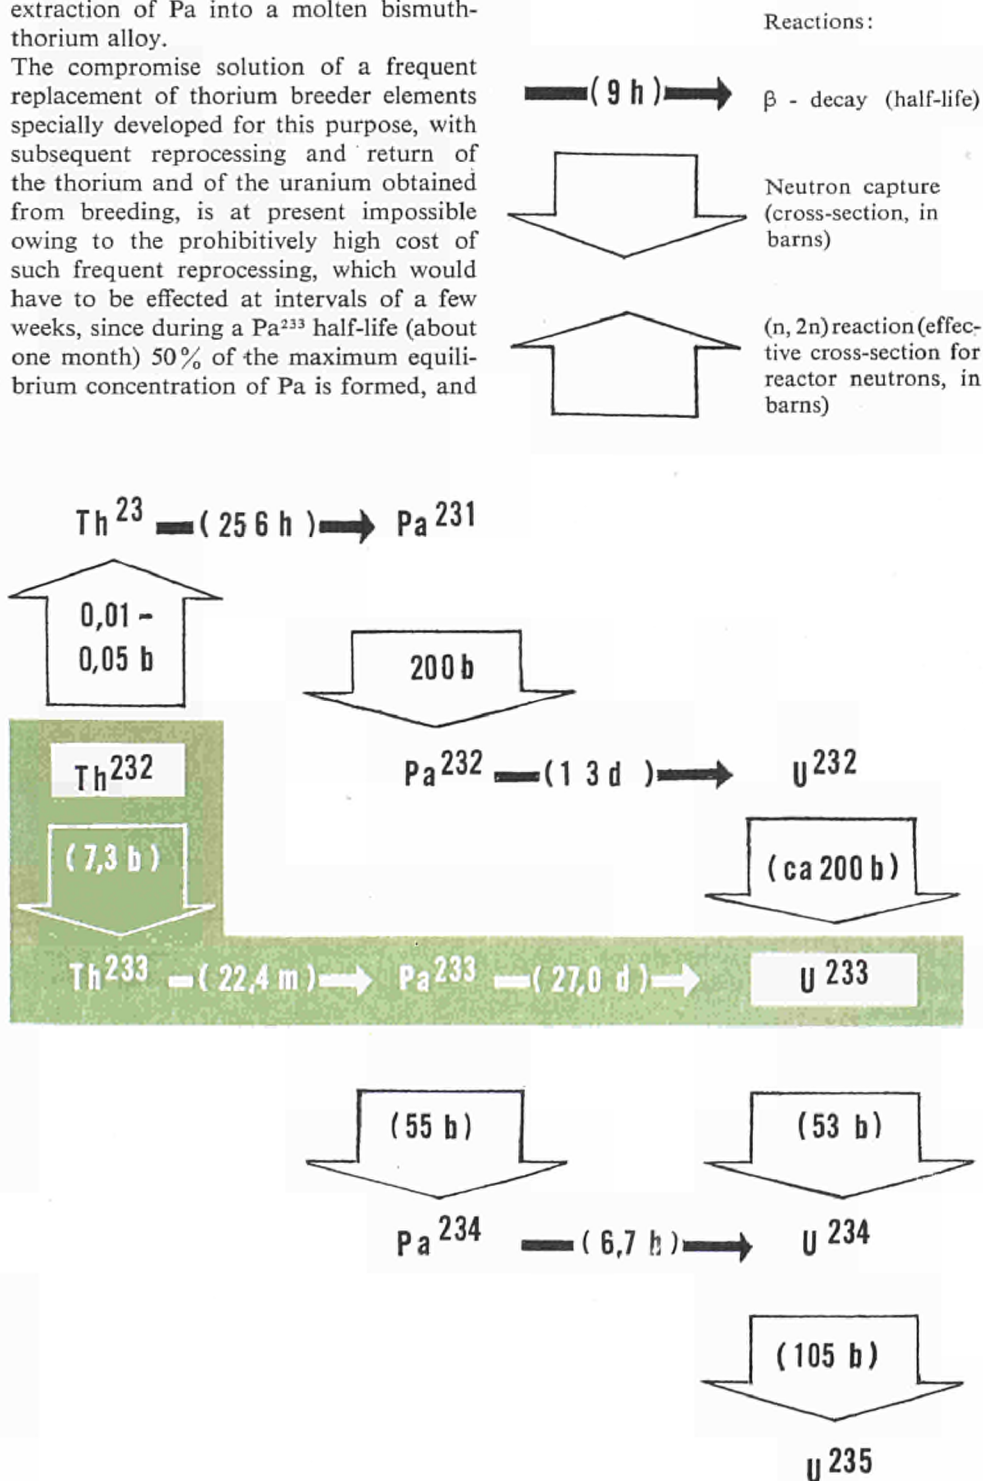 extraction of Pa into a molten bismuth-
thorium alloy.
The compromise solution of a frequent
replacement of thorium breeder elements
specially developed for this purpose, with
subsequent reprocessing and return of
the thorium and of the uranium obtained
from breeding, is at present impossible
owing to the prohibitively high cost of
such frequent reprocessing, which would
have to be effected at intervals of a few
weeks, since during a Pa²³³ half-life (about
one month) 50% of the maximum equili-
brium concentration of Pa is formed, and
Reactions:
(9 h)
β - decay (half-life)
Neutron capture
(cross-section, in
barns)
(n, 2n) reaction (effec-
tive cross-section for
reactor neutrons, in
barns)
Th²³ (25 6 h) Pa²³¹
0,01 -
0,05 b
200 b
Th²³²
Pa²³² (1 3 d) U²³²
(7,3 b)
(ca 200 b)
Th²³³ (22,4 m) Pa²³³ (27,0 d) U²³³
(55 b)
(53 b)
Pa²³⁴ (6,7 h) U²³⁴
(105 b)
U²³⁵